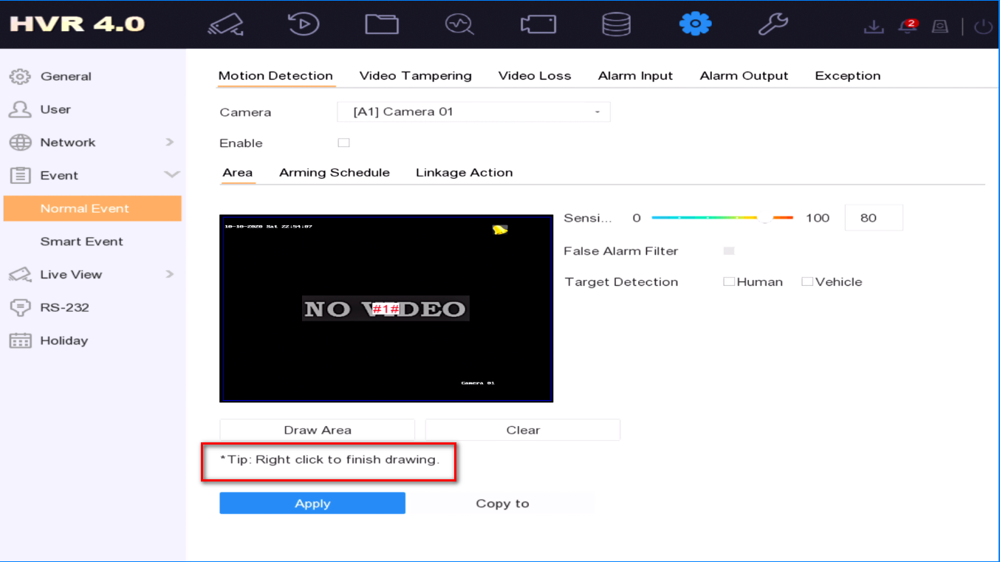 HVR 4.0
2
General
User
Network
Event
Normal Event
Smart Event
Live View
RS-232
Holiday
Motion Detection Video Tampering Video Loss Alarm Input Alarm Output Exception
Camera [A1] Camera 01
Enable
Area Arming Schedule Linkage Action
10-10-2020 Sat 22:54:07
NO VIDEO
#1#
Camera 01
Sensi... 0 100 80
False Alarm Filter
Target Detection Human Vehicle
Draw Area Clear
*Tip: Right click to finish drawing.
Apply Copy to